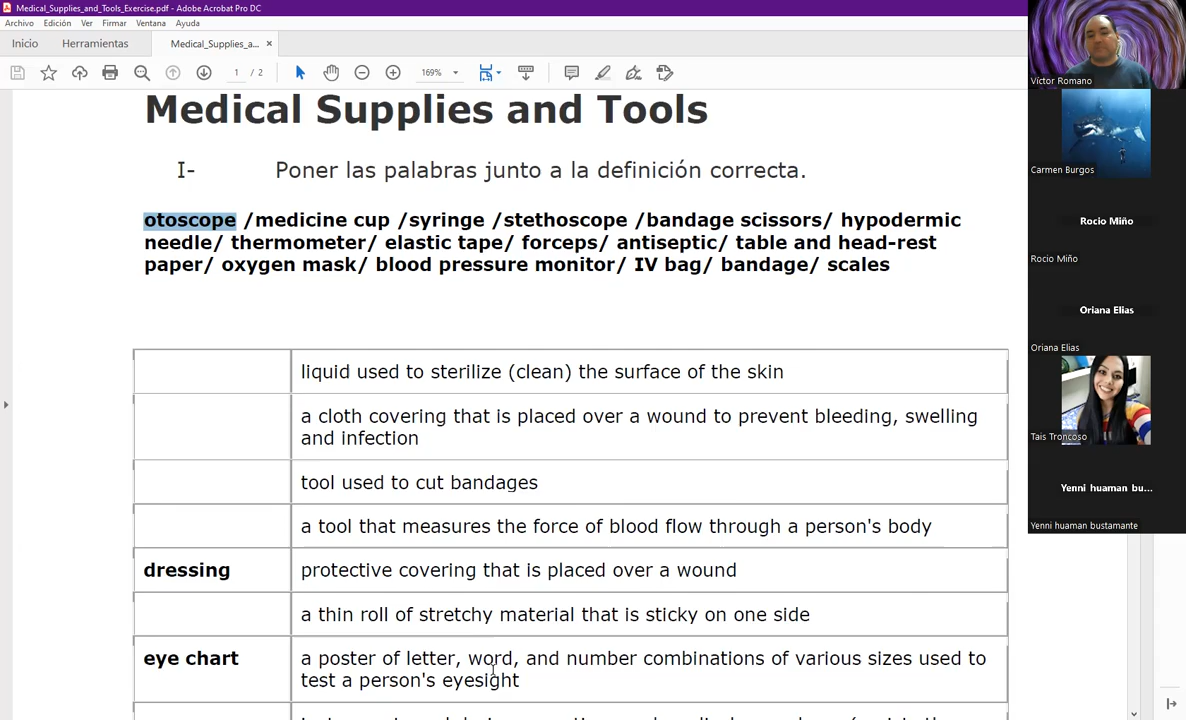 Medical_Supplies_and_Tools_Exercise.pdf - Adobe Acrobat Pro DC
Archivo Edición Ver Firmar Ventana Ayuda
Inicio Herramientas Medical_Supplies_a... ×
1 / 2 169%
Medical Supplies and Tools
I- Poner las palabras junto a la definición correcta.
otoscope /medicine cup /syringe /stethoscope /bandage scissors/ hypodermic
needle/ thermometer/ elastic tape/ forceps/ antiseptic/ table and head-rest
paper/ oxygen mask/ blood pressure monitor/ IV bag/ bandage/ scales
liquid used to sterilize (clean) the surface of the skin
a cloth covering that is placed over a wound to prevent bleeding, swelling
and infection
tool used to cut bandages
a tool that measures the force of blood flow through a person's body
dressing protective covering that is placed over a wound
a thin roll of stretchy material that is sticky on one side
eye chart a poster of letter, word, and number combinations of various sizes used to
test a person's eyesight
Víctor Romano
Carmen Burgos
Rocio Miño
Rocio Miño
Oriana Elias
Oriana Elias
Tais Troncoso
Yenni huaman bu...
Yenni huaman bustamante